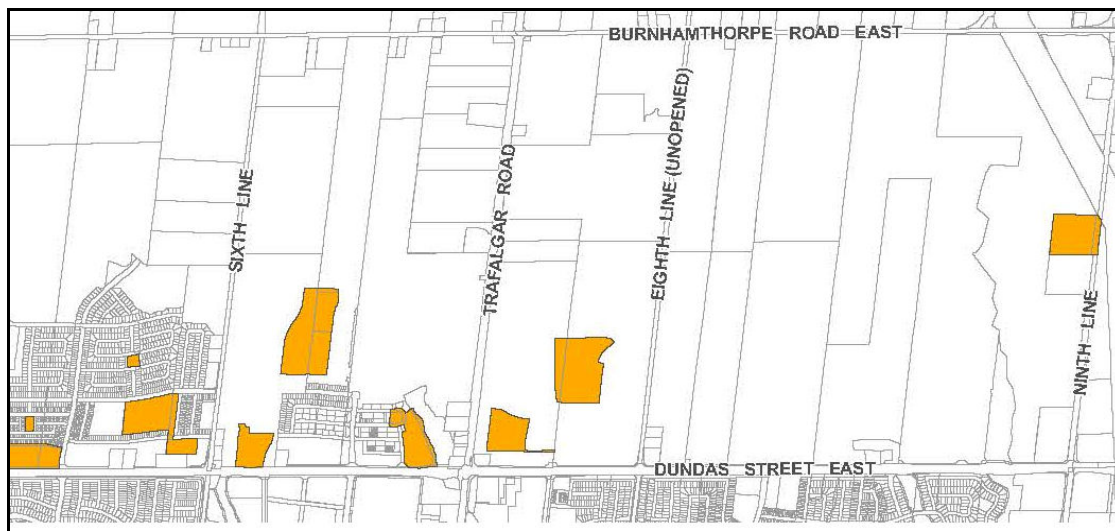 BURNHAMTHORPE ROAD EAST
SIXTH LINE
TRAFALGAR ROAD
EIGHTH LINE (UNOPENED)
NINTH LINE
DUNDAS STREET EAST